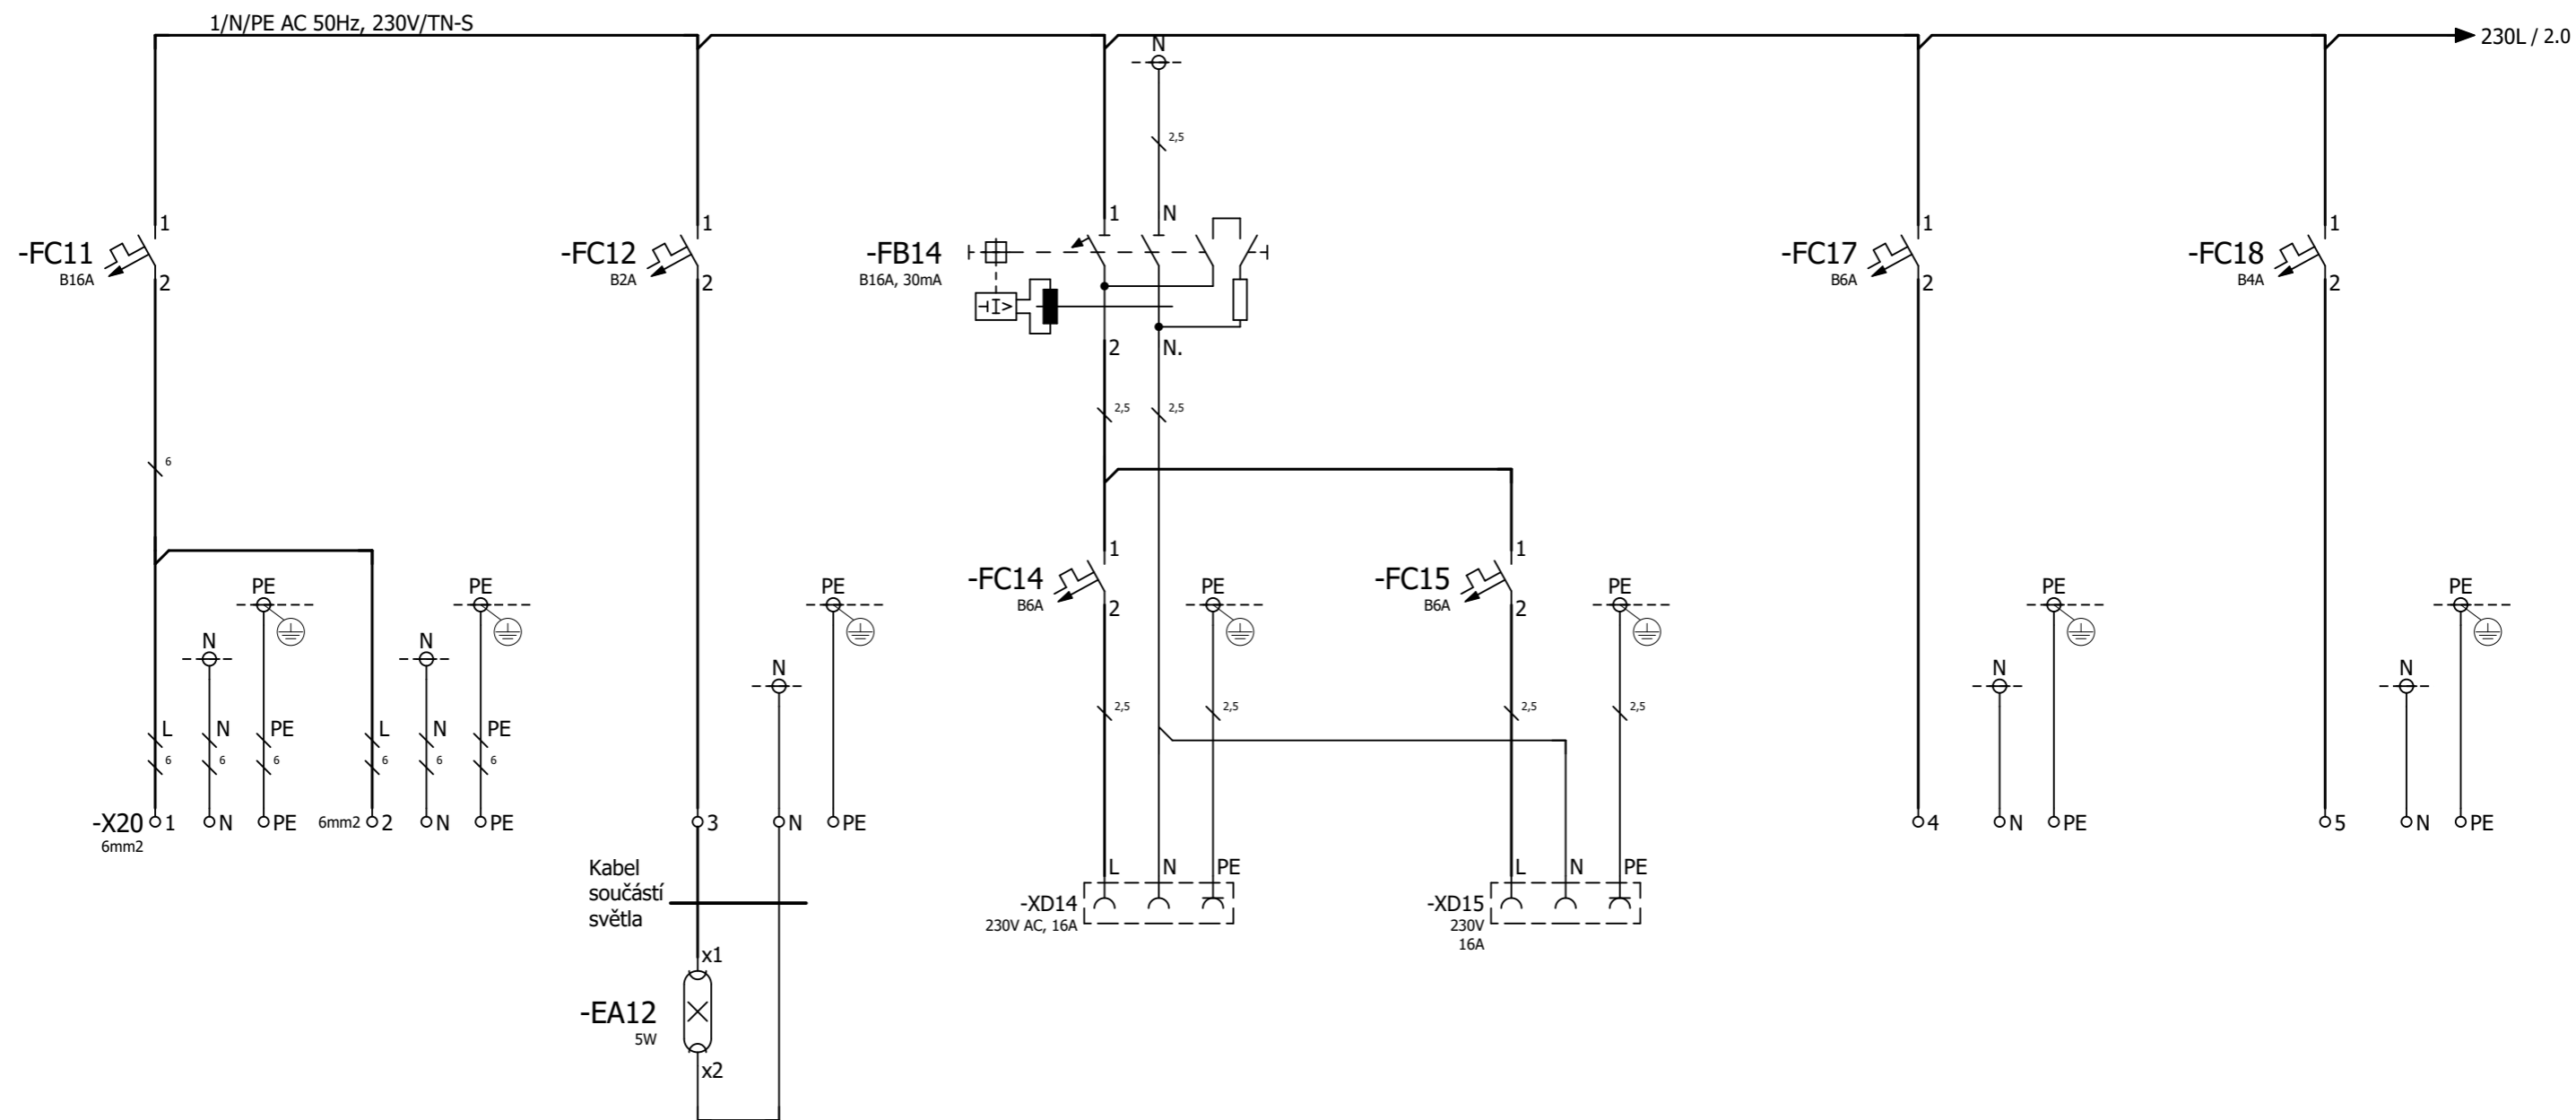 1/N/PE AC 50Hz, 230V/TN-S
230L / 2.0
N
2,5
1
1
1
N
1
1
-FC11
B16A
2
-FC12
B2A
2
-FB14
B16A, 30mA
-FC17
B6A
2
-FC18
B4A
2
I>
2
N.
2,5
2,5
6
1
1
-FC14
B6A
2
-FC15
B6A
2
PE
PE
PE
PE
PE
PE
PE
N
N
N
N
N
2,5
2,5
2,5
2,5
L
N
PE
L
N
PE
6
6
6
6
6
6
-X20
6mm2
1
N
PE
6mm2
2
N
PE
3
N
PE
4
N
PE
5
N
PE
Kabel
součástí
světla
L
N
PE
L
N
PE
-XD14
230V AC, 16A
-XD15
230V
16A
x1
-EA12
5W
x2